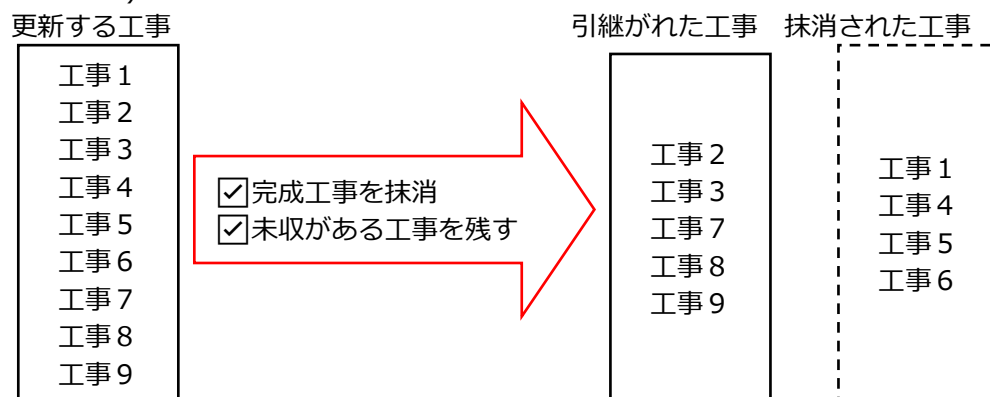 更新する工事
工事1
工事2
工事3
工事4
工事5
工事6
工事7
工事8
工事9
完成工事を抹消
未収がある工事を残す
引継がれた工事
工事2
工事3
工事7
工事8
工事9
抹消された工事
工事1
工事4
工事5
工事6